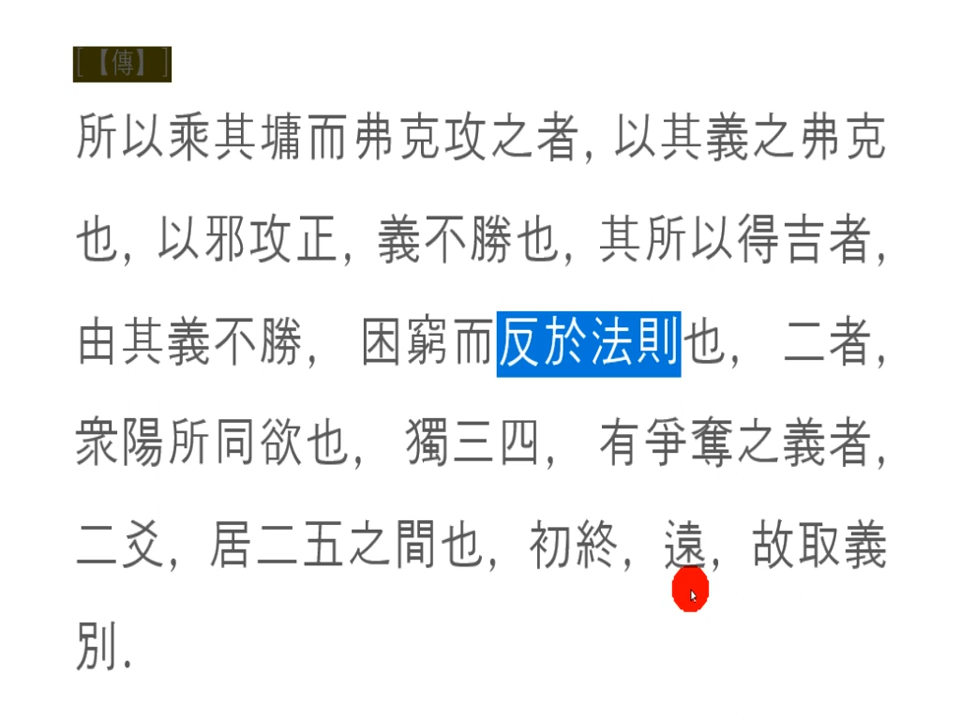 [【傳】]
所以乘其墉而弗克攻之者, 以其義之弗克
也, 以邪攻正, 義不勝也, 其所以得吉者,
由其義不勝, 困窮而反於法則也, 二者,
衆陽所同欲也, 獨三四, 有爭奪之義者,
二爻, 居二五之間也, 初終, 遠, 故取義
別.